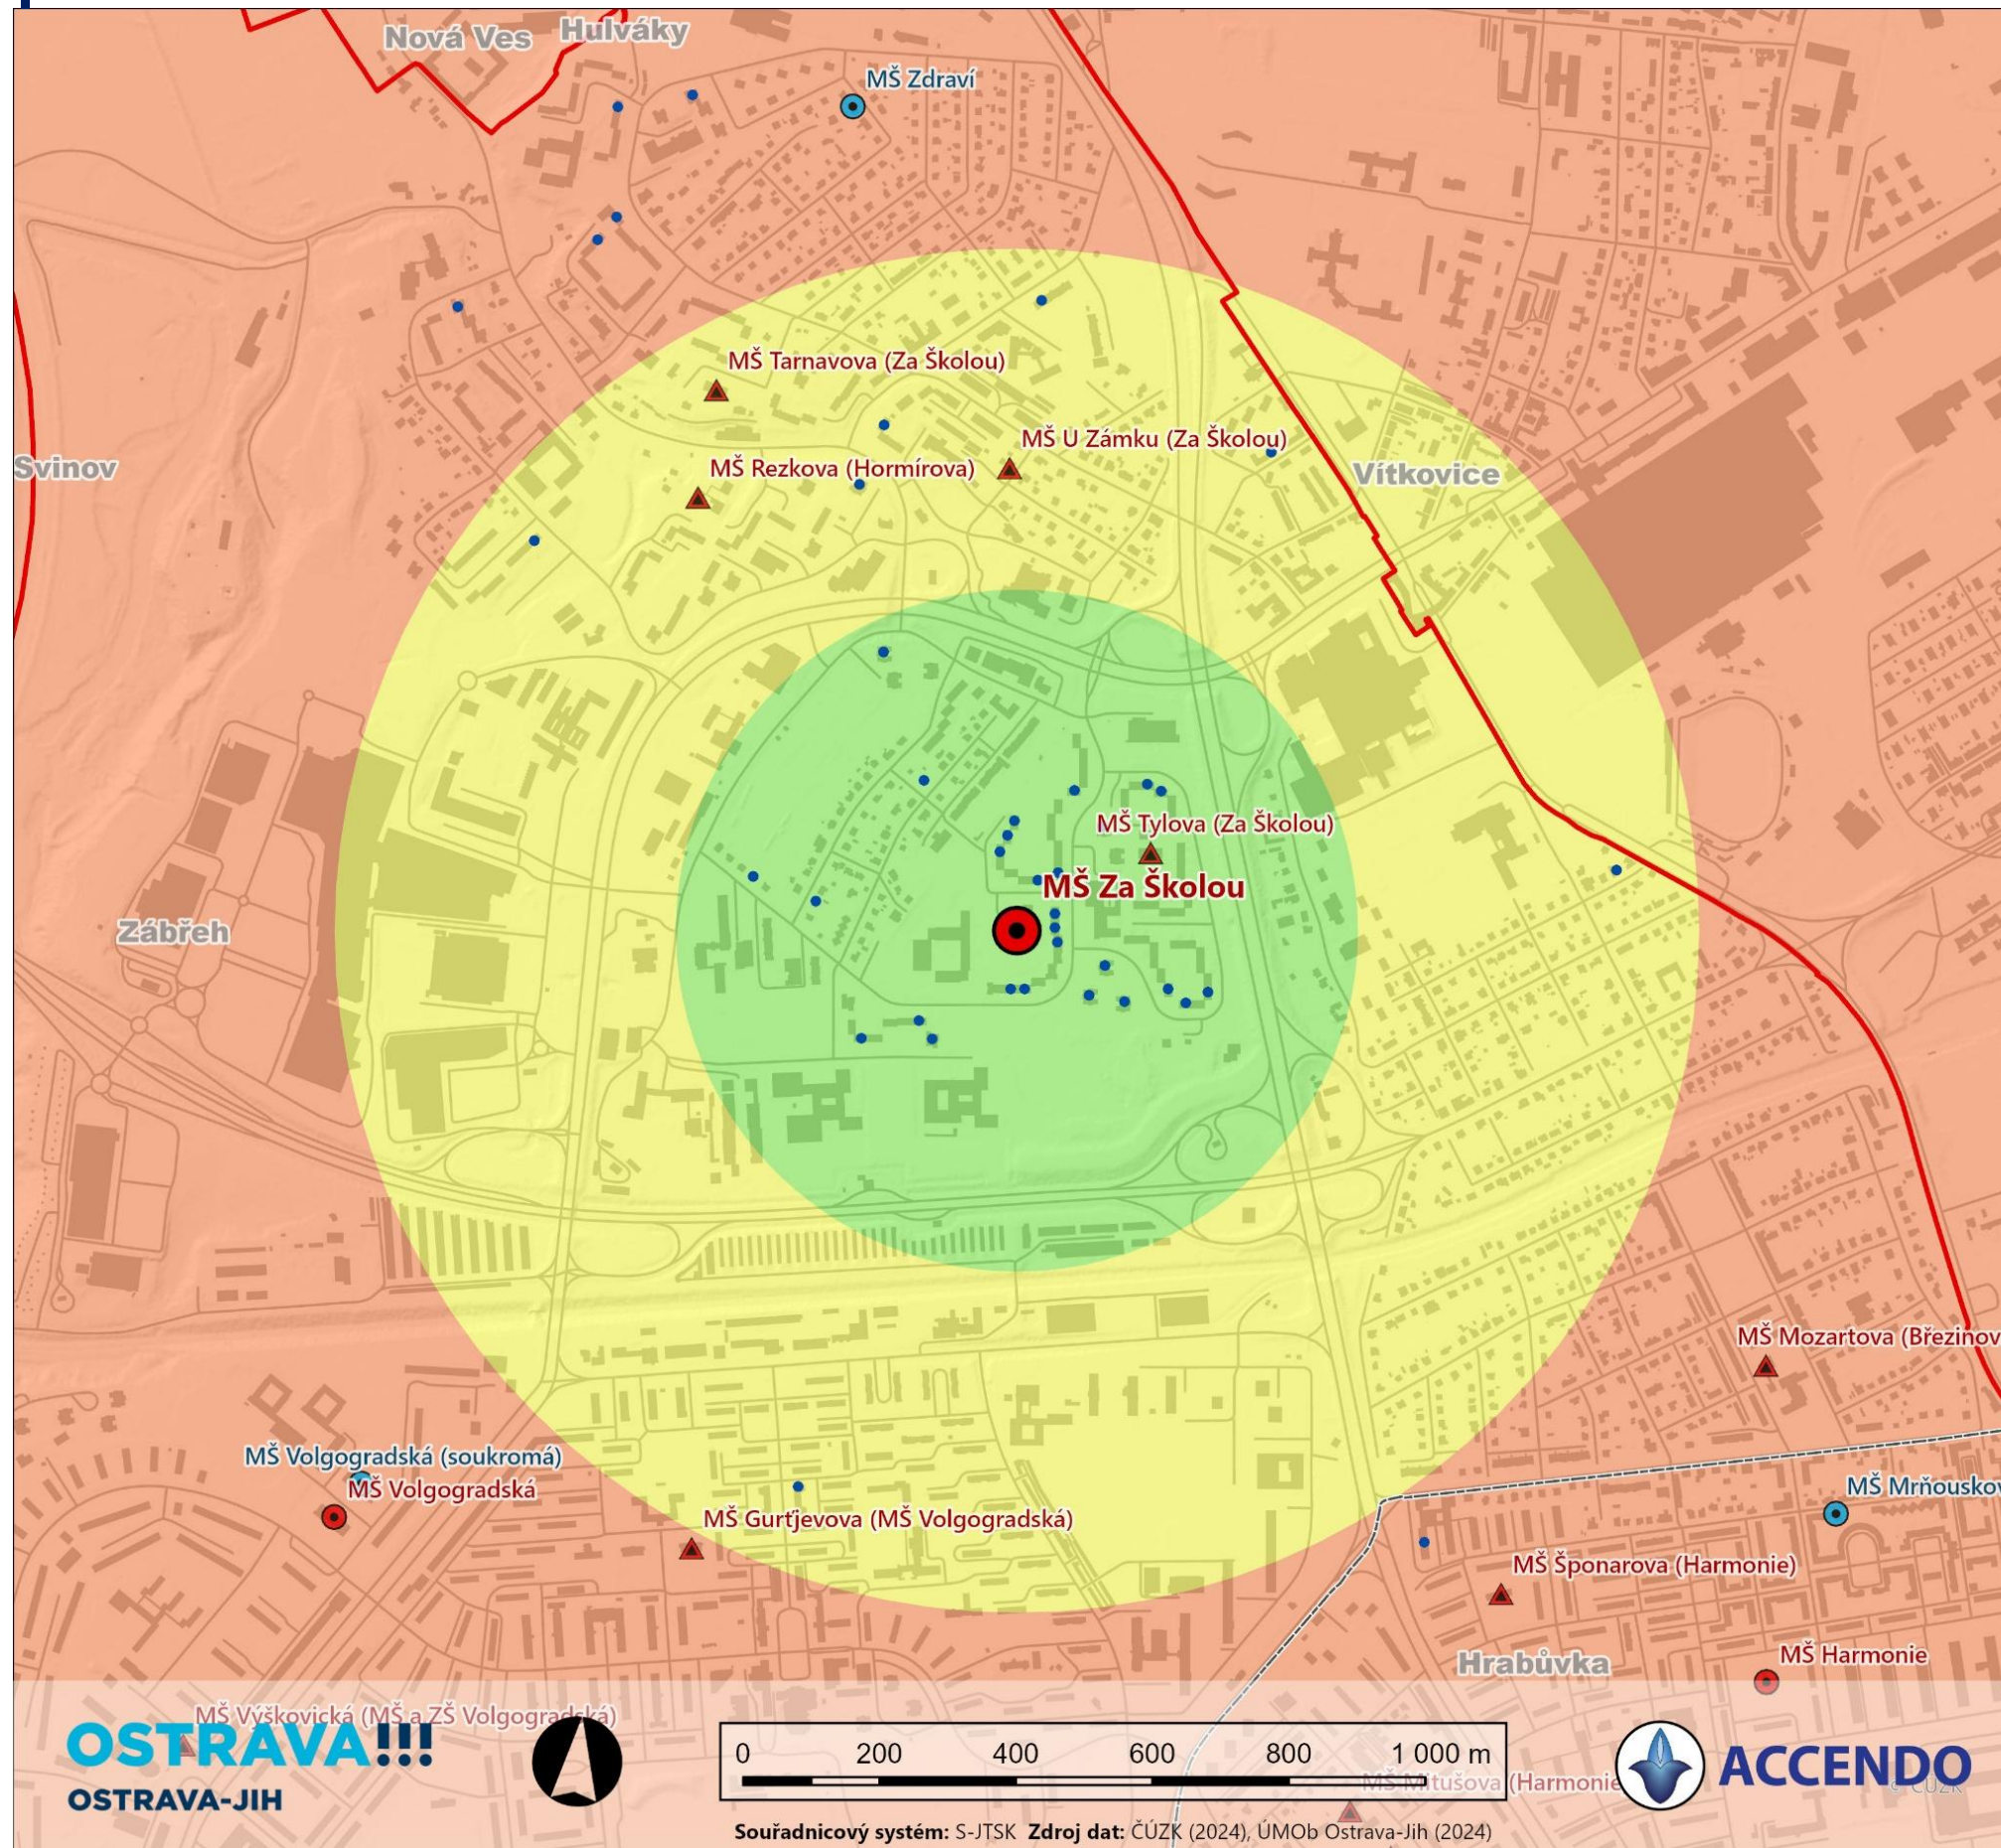 Nová Ves
Hulváky
MŠ Zdraví
MŠ Tarnavova (Za Školou)
MŠ U Zámku (Za Školou)
MŠ Rezkova (Hormírova)
Svinov
Vítkovice
MŠ Tylova (Za Školou)
MŠ Za Školou
Zábřeh
MŠ Mozartova (Březinov
MŠ Volgogradská (soukromá)
MŠ Volgogradská
MŠ Mrňouskov
MŠ Gurťjevova (MŠ Volgogradská)
MŠ Šponarova (Harmonie)
Hrabůvka
MŠ Harmonie
MŠ Výškovická (MŠ a ZŠ Volgogradská)
OSTRAVA!!!
OSTRAVA-JIH
0 200 400 600 800 1 000 m
MŠ Mitušova (Harmonie
ACCENDO
© ČÚZK
Souřadnicový systém: S-JTSK Zdroj dat: ČÚZK (2024), ÚMOb Ostrava-Jih (2024)